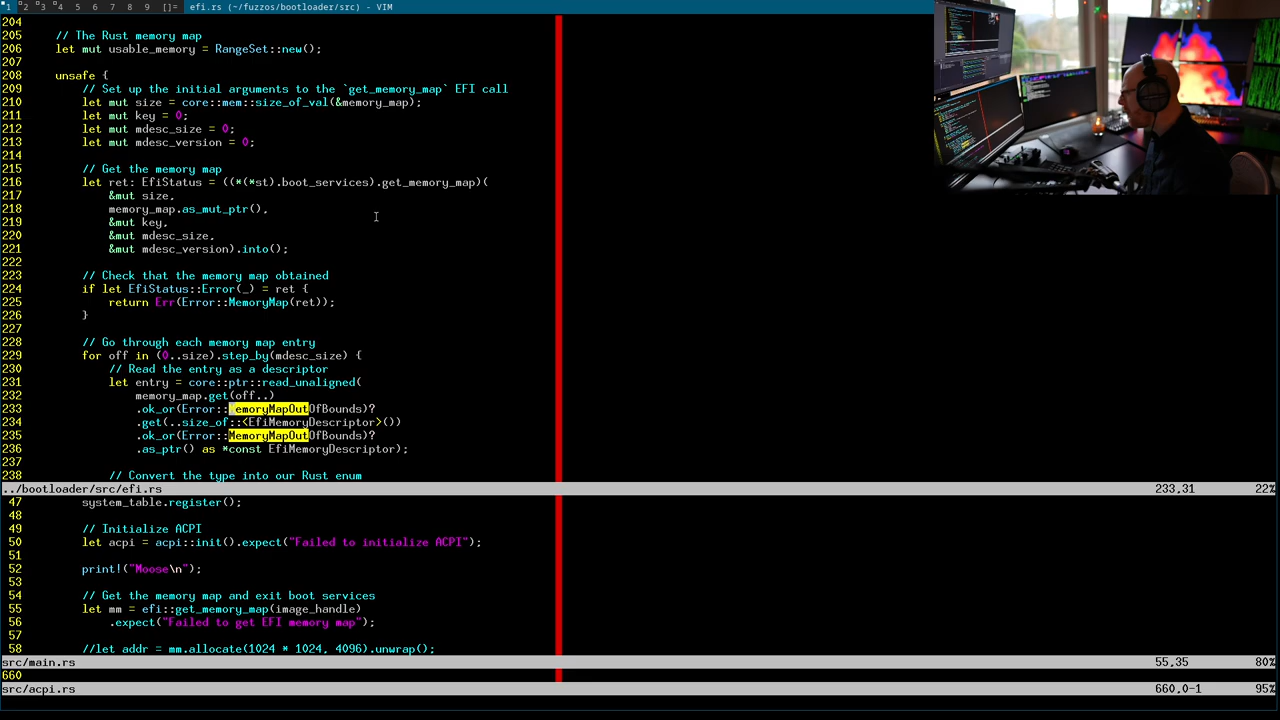 1 2 3 4 5 6 7 8 9 []= efi.rs (~/fuzzos/bootloader/src) - VIM
204
205 // The Rust memory map
206 let mut usable_memory = RangeSet::new();
207
208 unsafe {
209 // Set up the initial arguments to the `get_memory_map` EFI call
210 let mut size = core::mem::size_of_val(&memory_map);
211 let mut key = 0;
212 let mut mdesc_size = 0;
213 let mut mdesc_version = 0;
214
215 // Get the memory map
216 let ret: EfiStatus = ((*(*st).boot_services).get_memory_map)(
217 &mut size,
218 memory_map.as_mut_ptr(),
219 &mut key,
220 &mut mdesc_size,
221 &mut mdesc_version).into();
222
223 // Check that the memory map obtained
224 if let EfiStatus::Error(_) = ret {
225 return Err(Error::MemoryMap(ret));
226 }
227
228 // Go through each memory map entry
229 for off in (0..size).step_by(mdesc_size) {
230 // Read the entry as a descriptor
231 let entry = core::ptr::read_unaligned(
232 memory_map.get(off..)
233 .ok_or(Error::MemoryMapOutOfBounds)?
234 .get(..size_of::<EfiMemoryDescriptor>())
235 .ok_or(Error::MemoryMapOutOfBounds)?
236 .as_ptr() as *const EfiMemoryDescriptor);
237
238 // Convert the type into our Rust enum
../bootloader/src/efi.rs 233,31 22%
47 system_table.register();
48
49 // Initialize ACPI
50 let acpi = acpi::init().expect("Failed to initialize ACPI");
51
52 print!("Moose\n");
53
54 // Get the memory map and exit boot services
55 let mm = efi::get_memory_map(image_handle)
56 .expect("Failed to get EFI memory map");
57
58 //let addr = mm.allocate(1024 * 1024, 4096).unwrap();
src/main.rs 55,35 80%
660
src/acpi.rs 660,0-1 95%